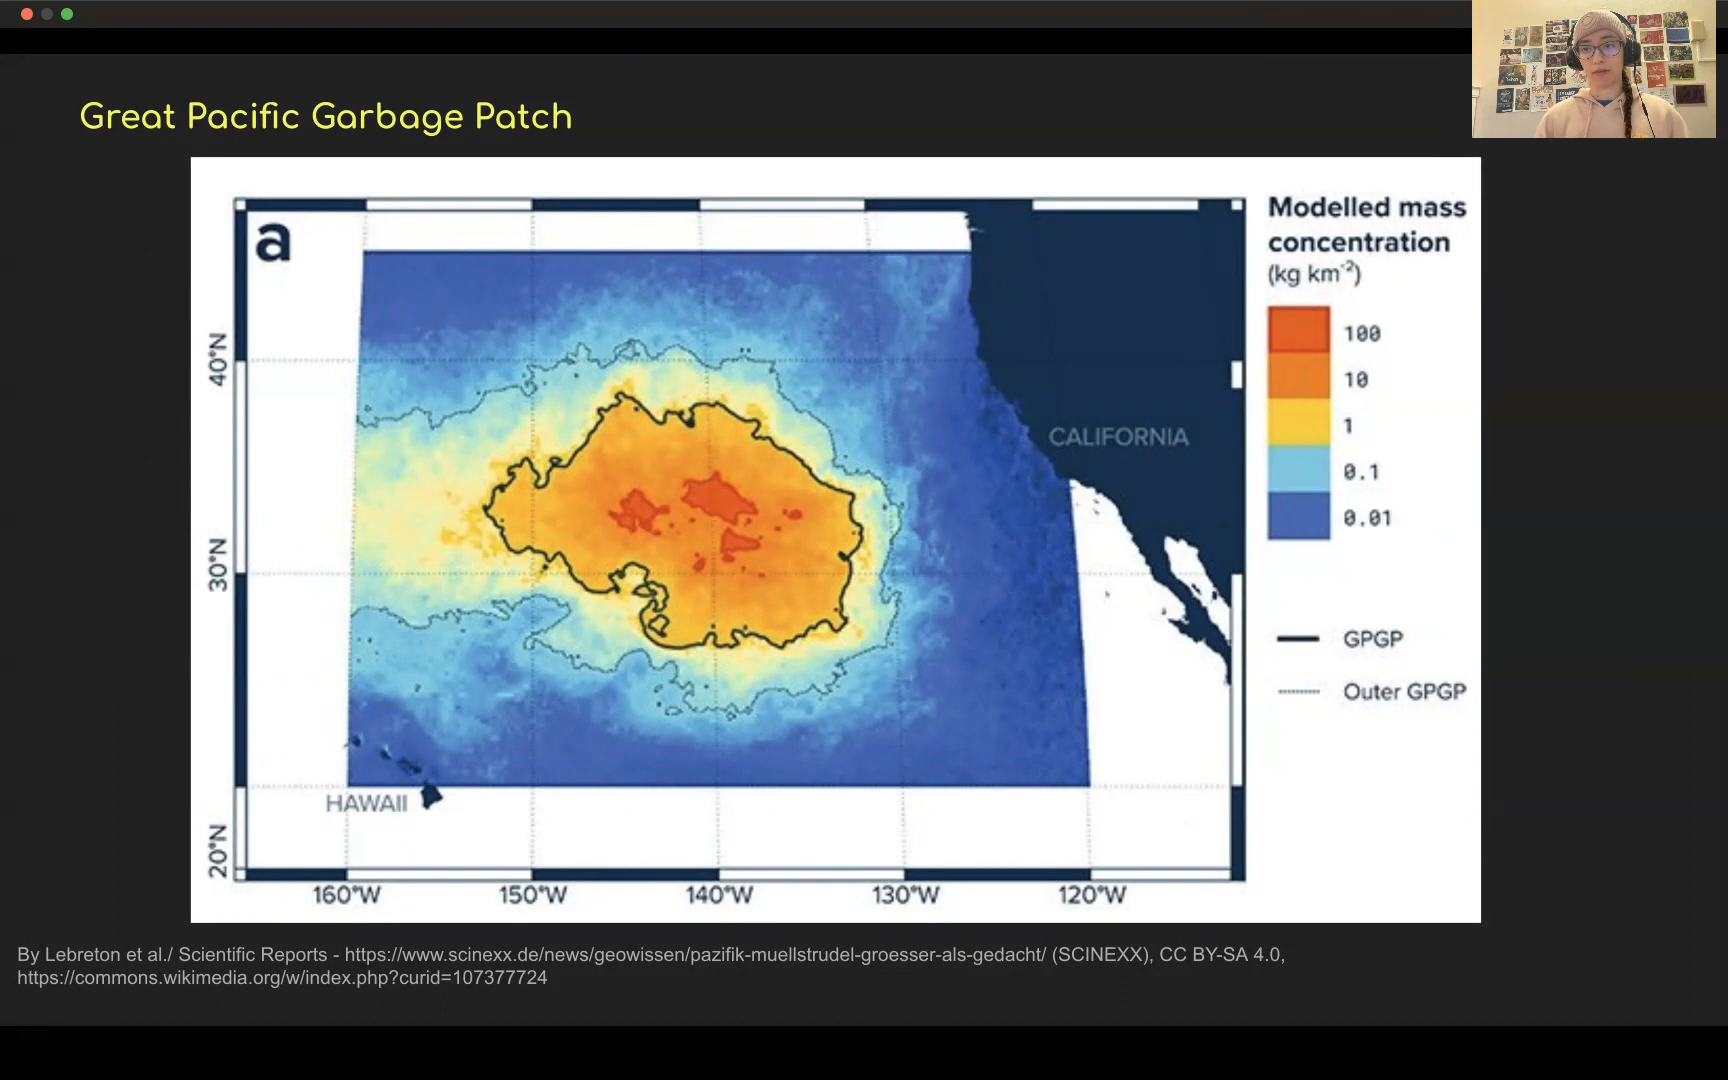 Great Pacific Garbage Patch
a
Modelled mass
concentration
(kg km⁻²)
100
10
1
0.1
0.01
GPGP
Outer GPGP
40°N
30°N
20°N
CALIFORNIA
HAWAII
160°W 150°W 140°W 130°W 120°W
By Lebreton et al./ Scientific Reports - https://www.scinexx.de/news/geowissen/pazifik-muellstrudel-groesser-als-gedacht/ (SCINEXX), CC BY-SA 4.0,
https://commons.wikimedia.org/w/index.php?curid=107377724